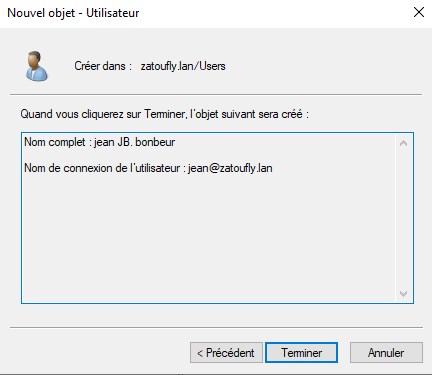 Nouvel objet - Utilisateur
Créer dans : zatoufly.lan/Users
Quand vous cliquerez sur Terminer, l'objet suivant sera créé :
Nom complet : jean JB. bonbeur
Nom de connexion de l'utilisateur : jean@zatoufly.lan
< Précédent Terminer Annuler